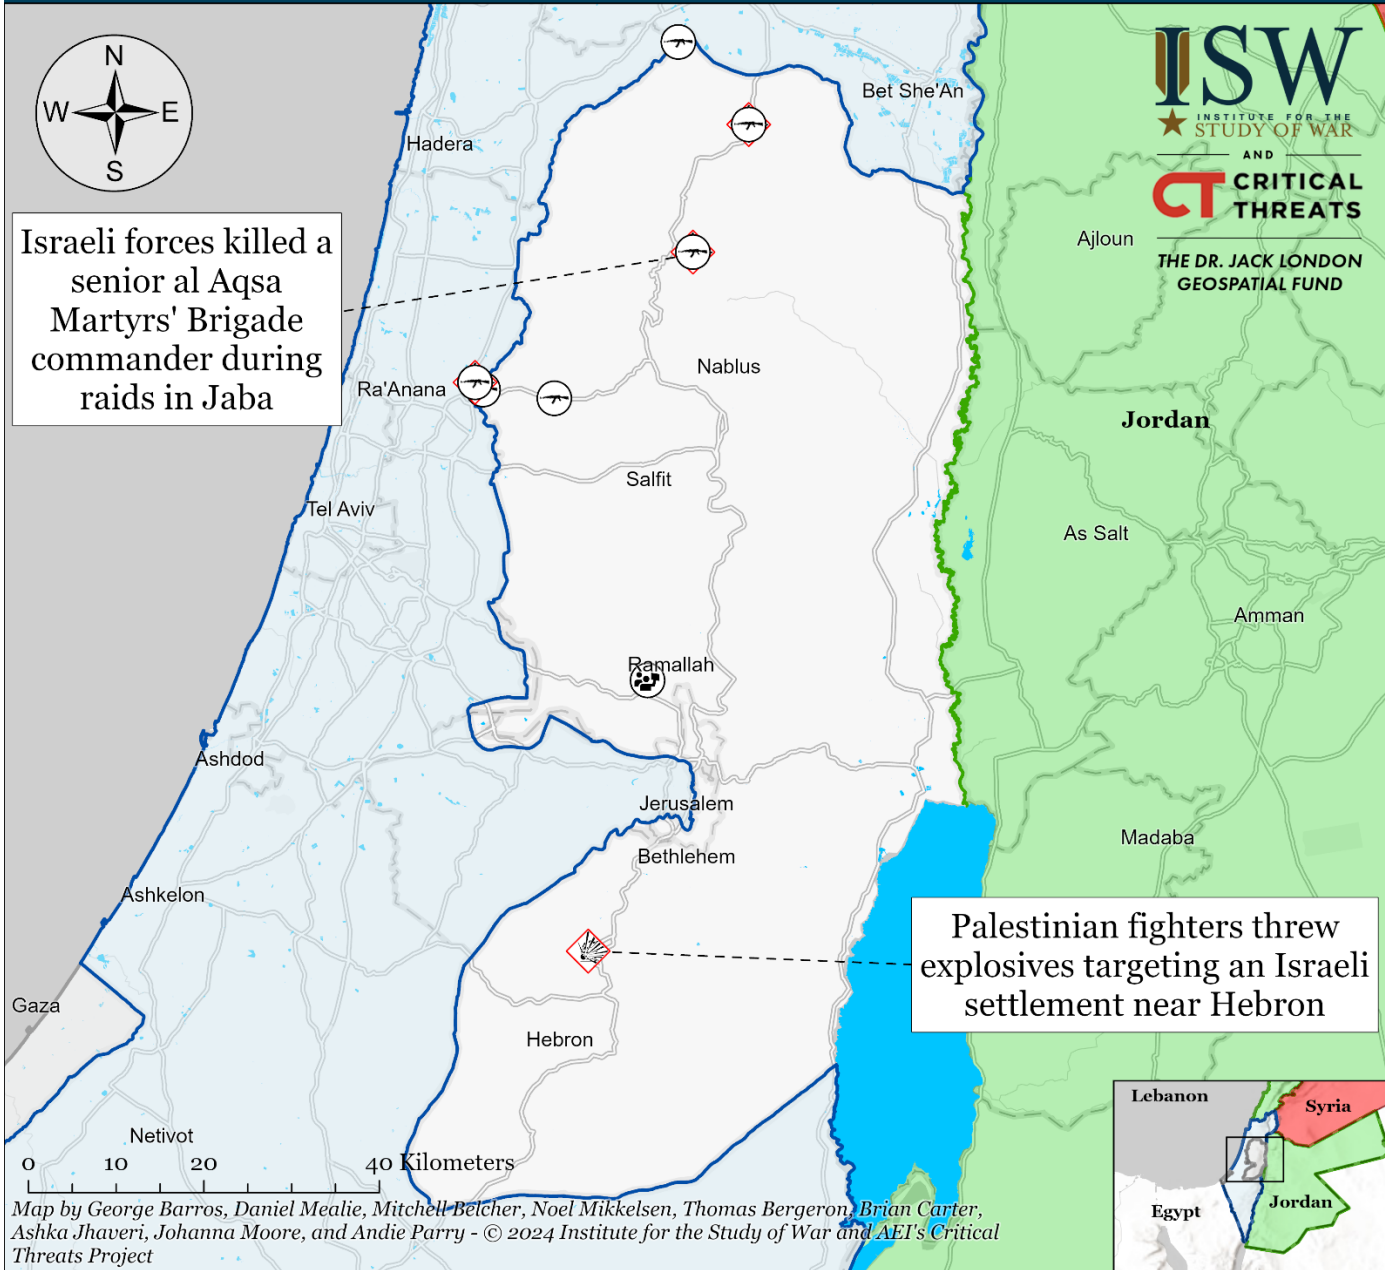 N
W
E
S
ISW
INSTITUTE FOR THE
STUDY OF WAR
AND
CT CRITICAL
THREATS
THE DR. JACK LONDON
GEOSPATIAL FUND
Bet She'An
Hadera
Israeli forces killed a
senior al Aqsa
Martyrs' Brigade
commander during
raids in Jaba
Ajloun
Nablus
Ra'Anana
Jordan
Salfit
Tel Aviv
As Salt
Amman
Ramallah
Ashdod
Jerusalem
Madaba
Bethlehem
Ashkelon
Palestinian fighters threw
explosives targeting an Israeli
settlement near Hebron
Gaza
Hebron
Lebanon
Syria
Jordan
Egypt
Netivot
0 10 20 40 Kilometers
Map by George Barros, Daniel Mealie, Mitchell Belcher, Noel Mikkelsen, Thomas Bergeron, Brian Carter,
Ashka Jhaveri, Johanna Moore, and Andie Parry - © 2024 Institute for the Study of War and AEI's Critical
Threats Project